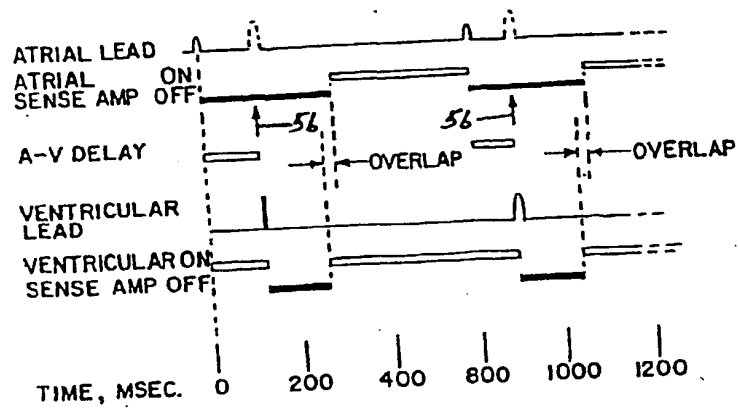 ATRIAL LEAD
ATRIAL ON
SENSE AMP OFF
56 56
A-V DELAY OVERLAP OVERLAP
VENTRICULAR
LEAD
VENTRICULAR ON
SENSE AMP OFF
TIME, MSEC. 0 200 400 800 800 1000 1200